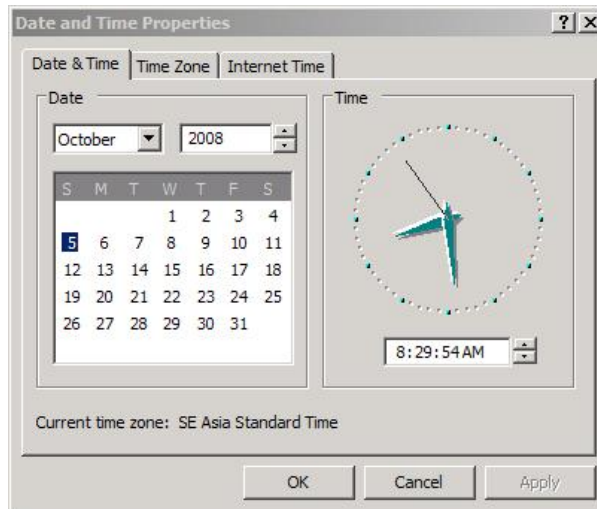 Date and Time Properties
Date & Time Time Zone Internet Time
Date
October 2008
S M T W T F S
1 2 3 4
5 6 7 8 9 10 11
12 13 14 15 16 17 18
19 20 21 22 23 24 25
26 27 28 29 30 31
Time
8:29:54 AM
Current time zone: SE Asia Standard Time
OK Cancel Apply